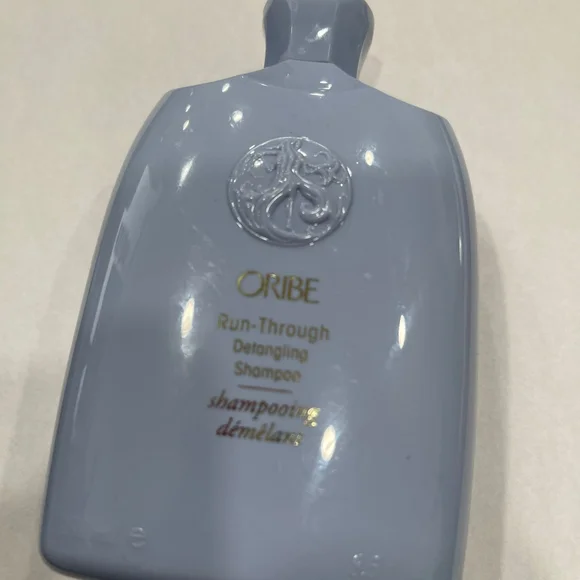 ORIBE
Run-Through
Detangling
Shampoo
shampooing
démêlant